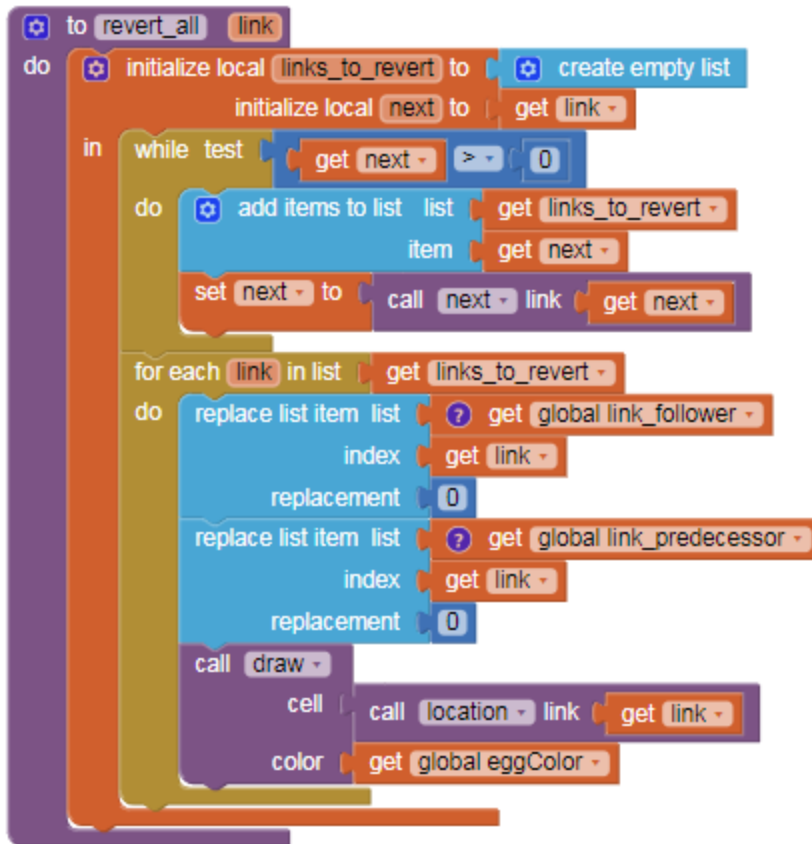 to revert_all link
do initialize local links_to_revert to create empty list
initialize local next to get link
in while test get next > 0
do add items to list list get links_to_revert
item get next
set next to call next link get next
for each link in list get links_to_revert
do replace list item list ? get global link_follower
index get link
replacement 0
replace list item list ? get global link_predecessor
index get link
replacement 0
call draw
cell call location link get link
color get global eggColor